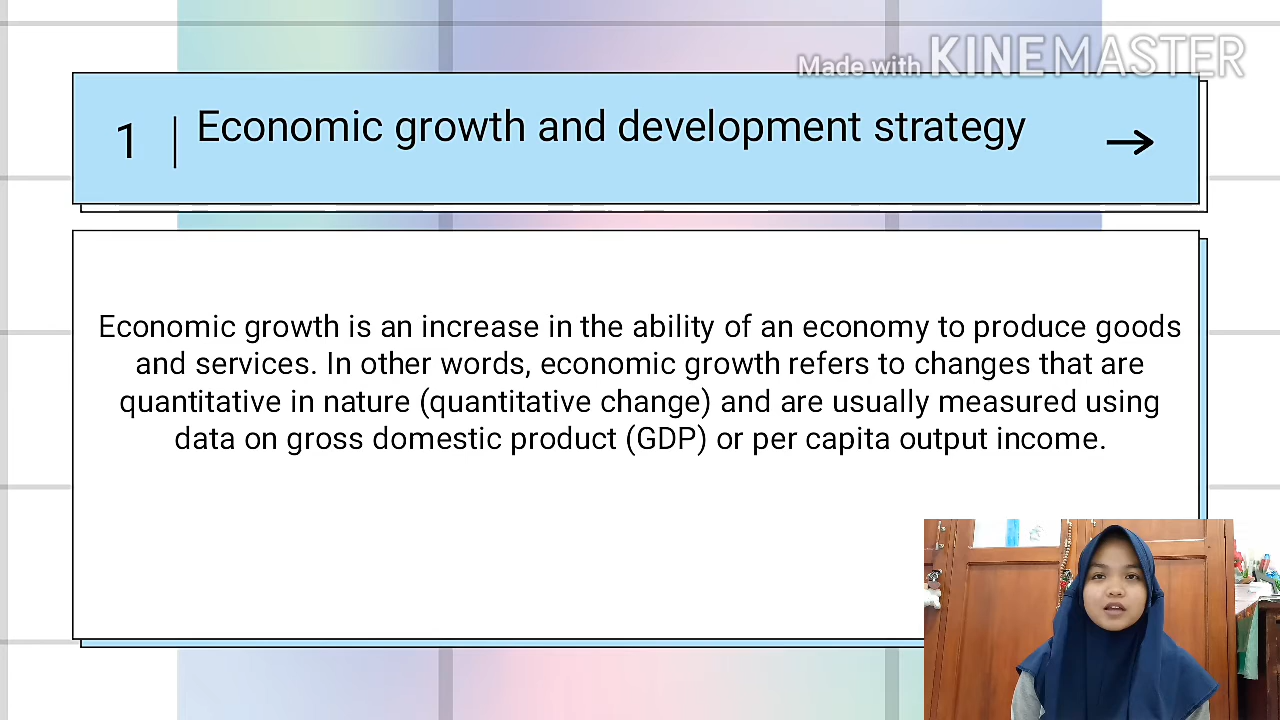 Made with KINEMASTER
1 | Economic growth and development strategy →
Economic growth is an increase in the ability of an economy to produce goods
and services. In other words, economic growth refers to changes that are
quantitative in nature (quantitative change) and are usually measured using
data on gross domestic product (GDP) or per capita output income.